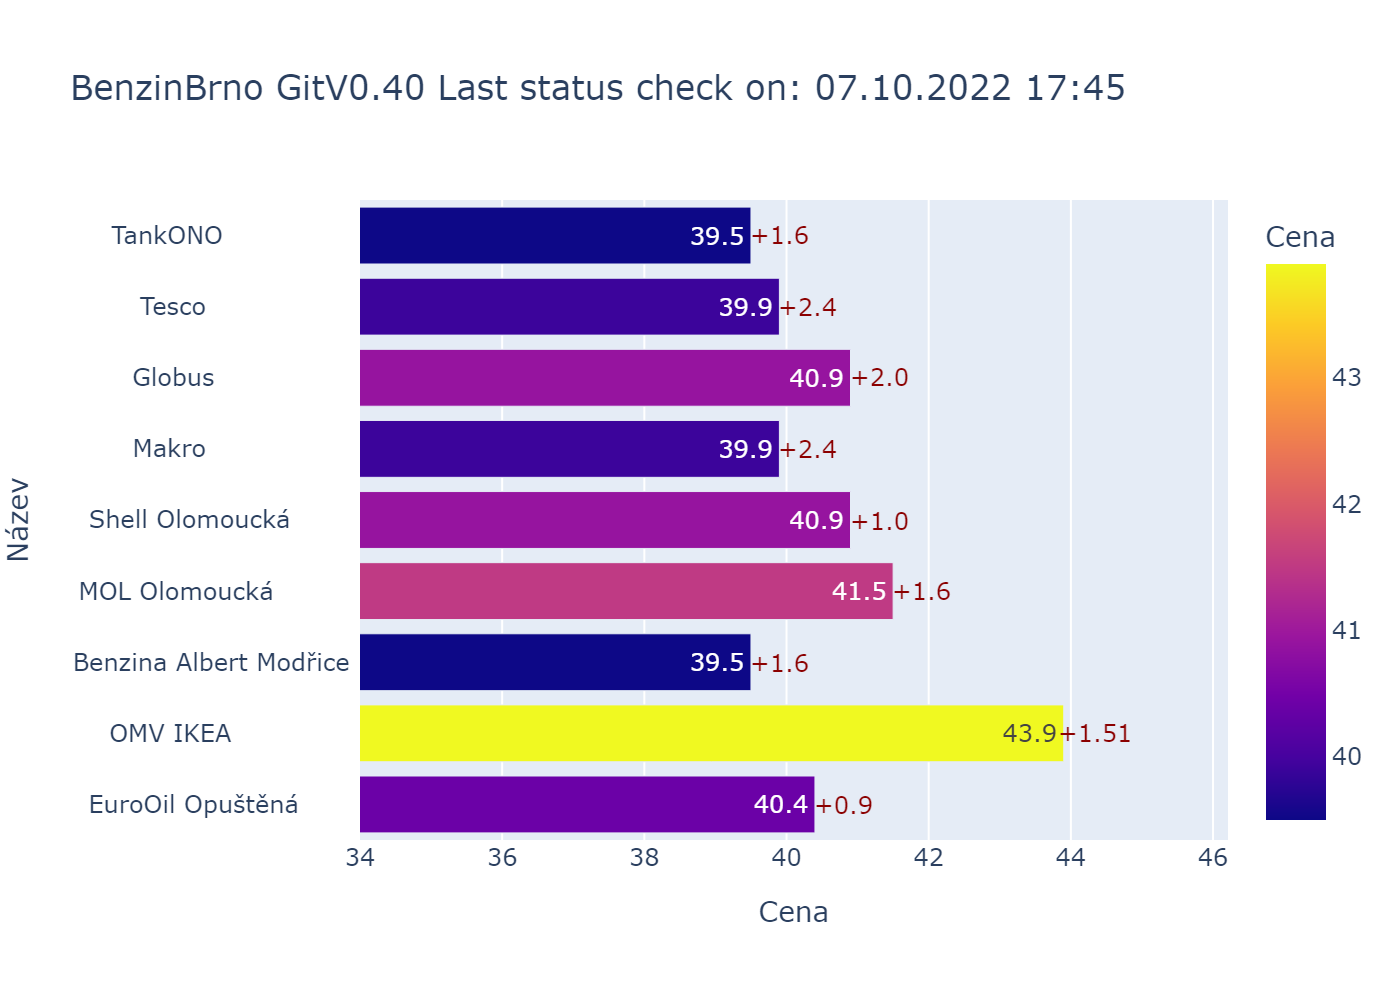 BenzinBrno GitV0.40 Last status check on: 07.10.2022 17:45
Název
TankONO 39.5 +1.6
Tesco 39.9 +2.4
Globus 40.9 +2.0
Makro 39.9 +2.4
Shell Olomoucká 40.9 +1.0
MOL Olomoucká 41.5 +1.6
Benzina Albert Modřice 39.5 +1.6
OMV IKEA 43.9 +1.51
EuroOil Opuštěná 40.4 +0.9
34 36 38 40 42 44 46
Cena
Cena
43
42
41
40